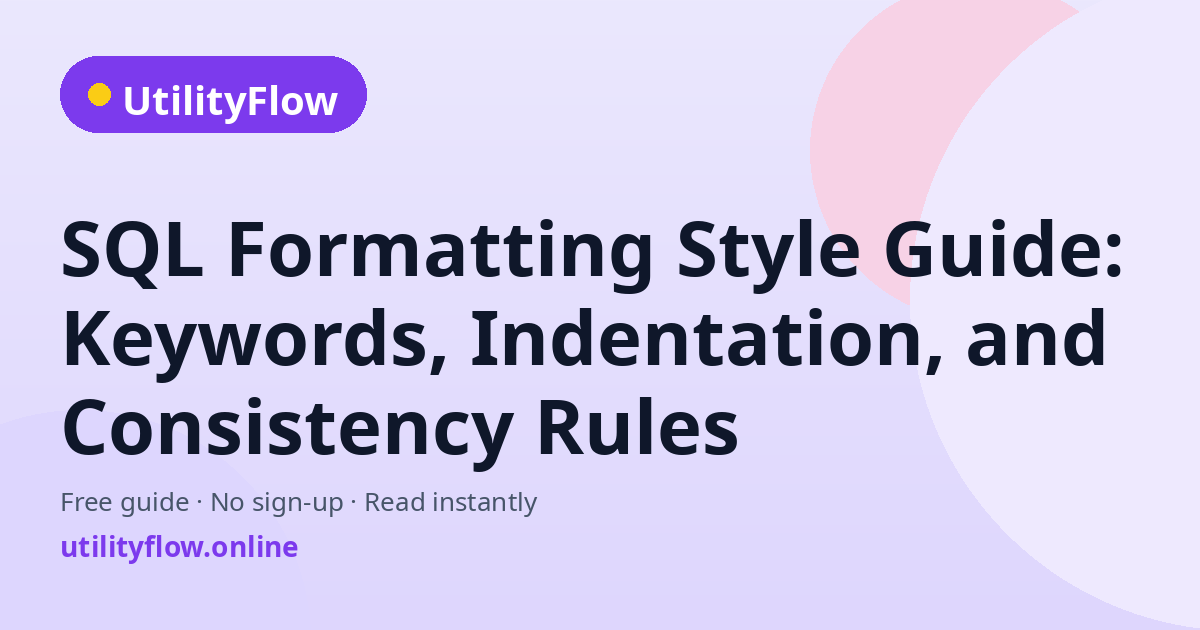 UtilityFlow
SQL Formatting Style Guide:
Keywords, Indentation, and
Consistency Rules
Free guide · No sign-up · Read instantly
utilityflow.online